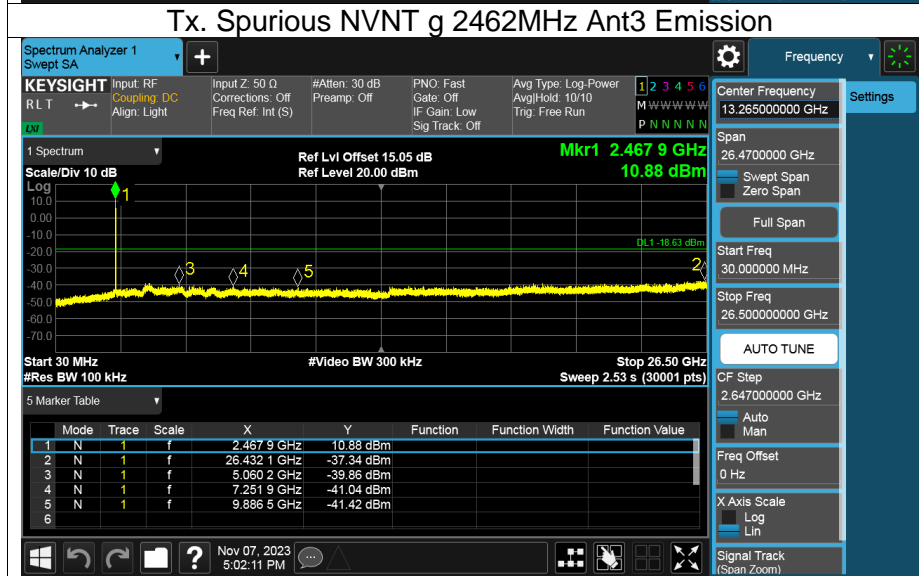 Tx. Spurious NVNT g 2462MHz Ant3 Emission
Spectrum Analyzer 1
Swept SA
+
Frequency
KEYSIGHT
R L T
LXI
Input: RF
Coupling: DC
Align: Light
Input Z: 50 Ω
Corrections: Off
Freq Ref: Int (S)
#Atten: 30 dB
Preamp: Off
PNO: Fast
Gate: Off
IF Gain: Low
Sig Track: Off
Avg Type: Log-Power
Avg|Hold: 10/10
Trig: Free Run
1 2 3 4 5 6
M W W W W W
P N N N N N
Center Frequency
13.265000000 GHz
Settings
1 Spectrum
Ref Lvl Offset 15.05 dB
Mkr1 2.467 9 GHz
Scale/Div 10 dB
Ref Level 20.00 dBm
10.88 dBm
Span
26.4700000 GHz
Swept Span
Zero Span
Full Span
Log
10.0
0.00
-10.0
-20.0
-30.0
-40.0
-50.0
-60.0
-70.0
1
DL1 -18.63 dBm
3
4
5
2
Start Freq
30.000000 MHz
Stop Freq
26.500000000 GHz
AUTO TUNE
Start 30 MHz
#Video BW 300 kHz
Stop 26.50 GHz
#Res BW 100 kHz
Sweep 2.53 s (30001 pts)
CF Step
2.647000000 GHz
Auto
Man
5 Marker Table
Mode Trace Scale X Y Function Function Width Function Value
1 N 1 f 2.467 9 GHz 10.88 dBm
2 N 1 f 26.432 1 GHz -37.34 dBm
3 N 1 f 5.060 2 GHz -39.86 dBm
4 N 1 f 7.251 9 GHz -41.04 dBm
5 N 1 f 9.886 5 GHz -41.42 dBm
6
Freq Offset
0 Hz
X Axis Scale
Log
Lin
Signal Track
(Span Zoom)
?
Nov 07, 2023
5:02:11 PM